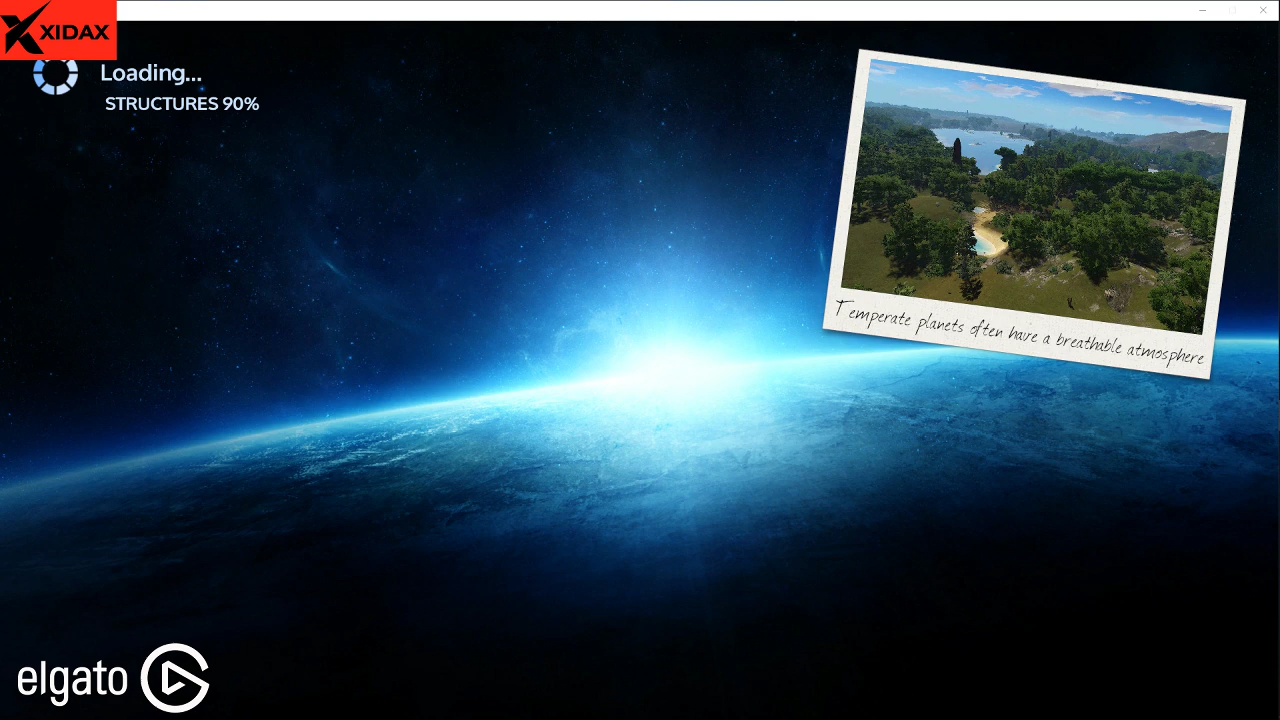 XIDAX
Loading...
STRUCTURES 90%
Temperate planets often have a breathable atmosphere
elgato